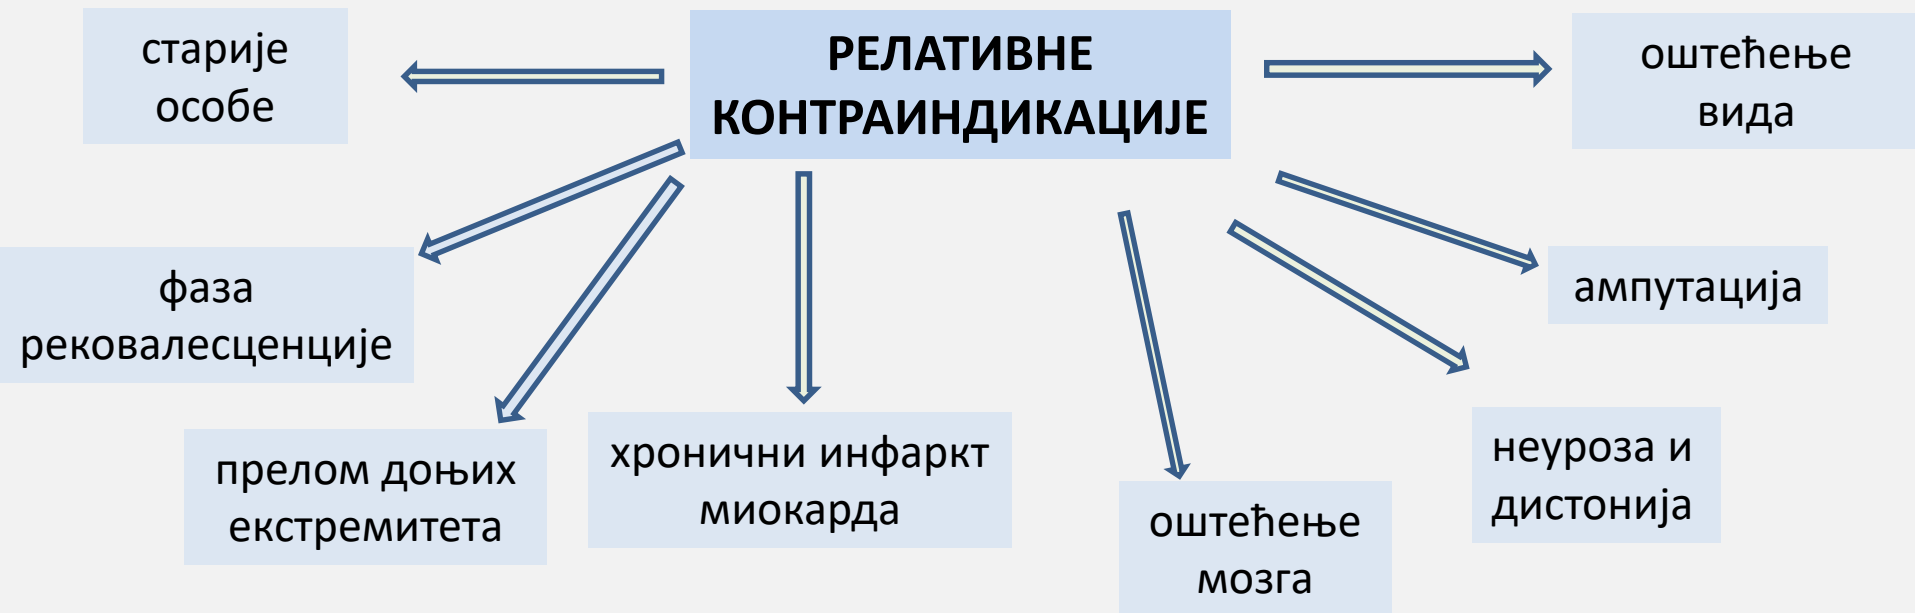 старије
особе
РЕЛАТИВНЕ
КОНТРАИНДИКАЦИЈЕ
оштећење
вида
фаза
рековалесценције
ампутација
прелом доњих
екстремитета
хронични инфаркт
миокарда
оштећење
мозга
неуроза и
дистонија